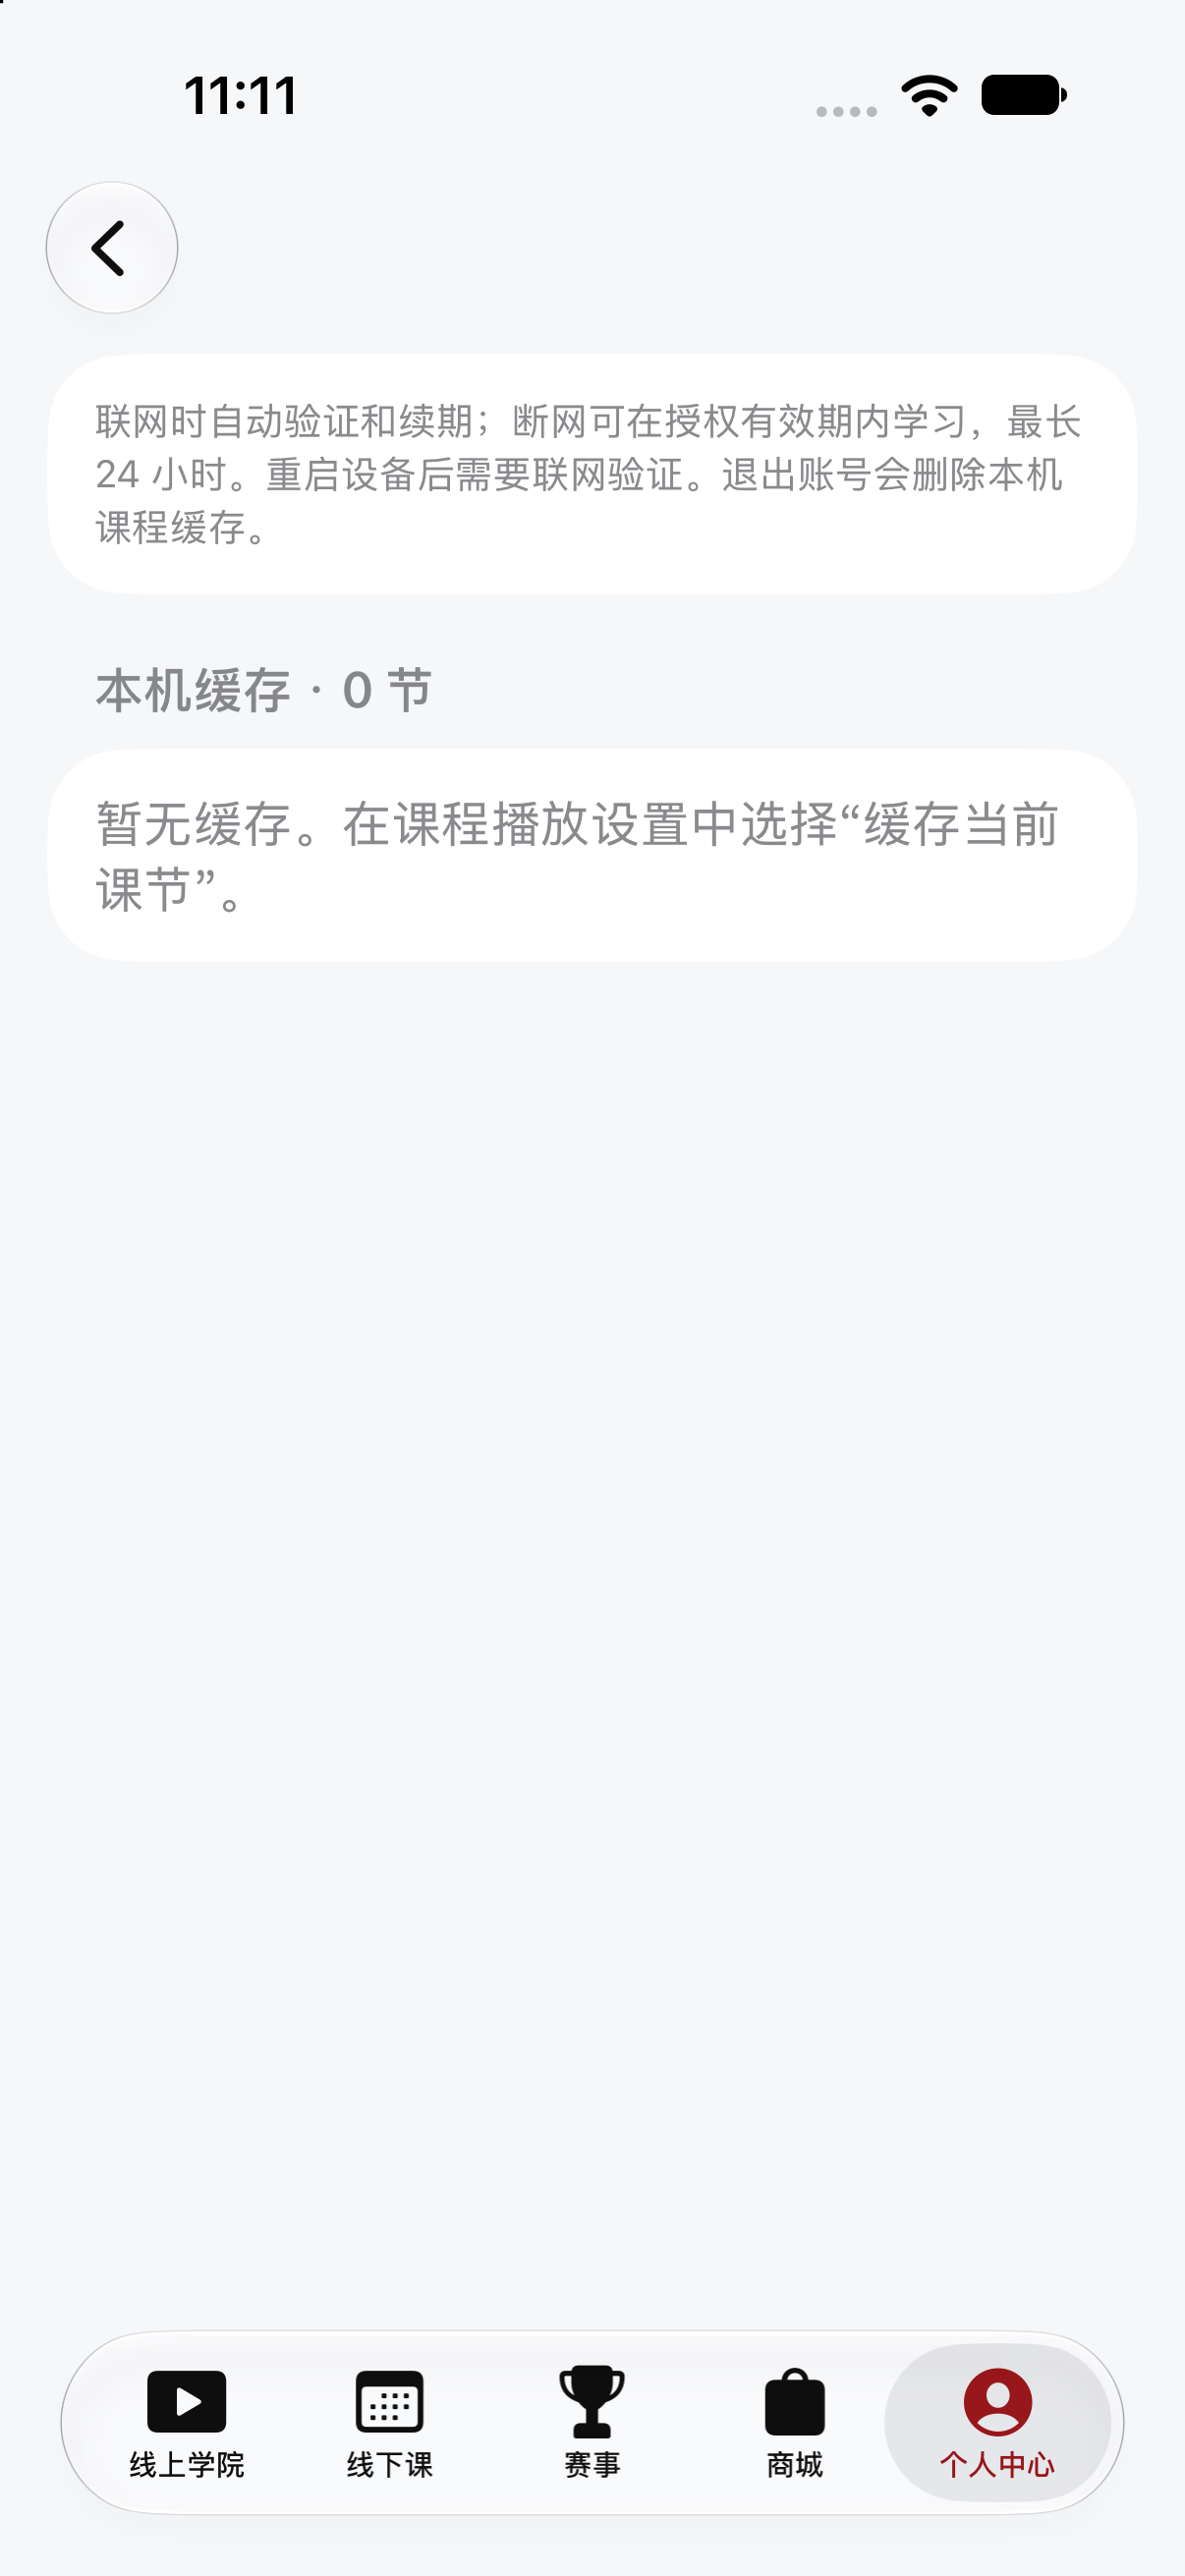 11:11
联网时自动验证和续期；断网可在授权有效期内学习，最长
24 小时。重启设备后需要联网验证。退出账号会删除本机
课程缓存。
本机缓存 · 0 节
暂无缓存。在课程播放设置中选择“缓存当前
课节”。
线上学院
线下课
赛事
商城
个人中心